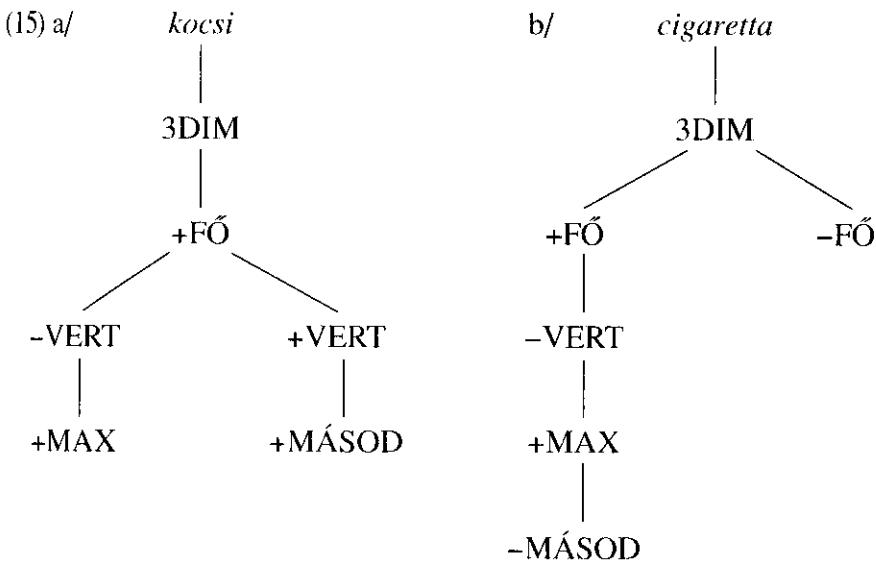 (15) a/ kocsi b/ cigaretta
3DIM 3DIM
+FŐ +FŐ –FŐ
–VERT +VERT –VERT
+MAX +MÁSOD +MAX
–MÁSOD